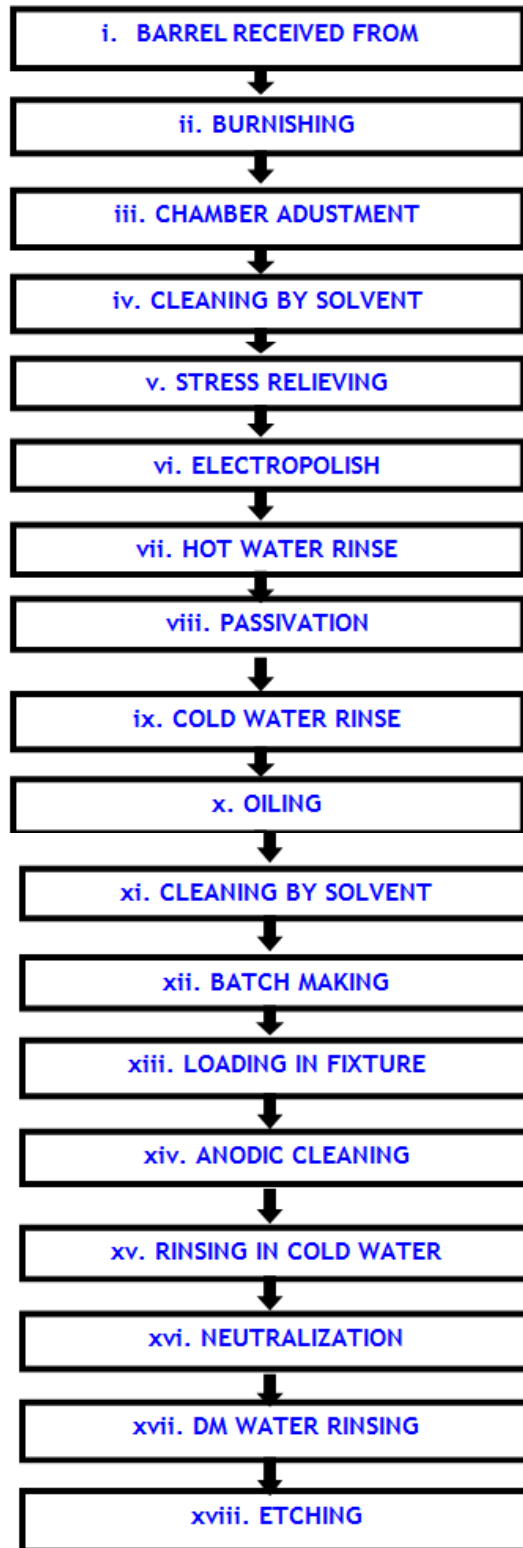 i. BARREL RECEIVED FROM
ii. BURNISHING
iii. CHAMBER ADUSTMENT
iv. CLEANING BY SOLVENT
v. STRESS RELIEVING
vi. ELECTROPOLISH
vii. HOT WATER RINSE
viii. PASSIVATION
ix. COLD WATER RINSE
x. OILING
xi. CLEANING BY SOLVENT
xii. BATCH MAKING
xiii. LOADING IN FIXTURE
xiv. ANODIC CLEANING
xv. RINSING IN COLD WATER
xvi. NEUTRALIZATION
xvii. DM WATER RINSING
xviii. ETCHING